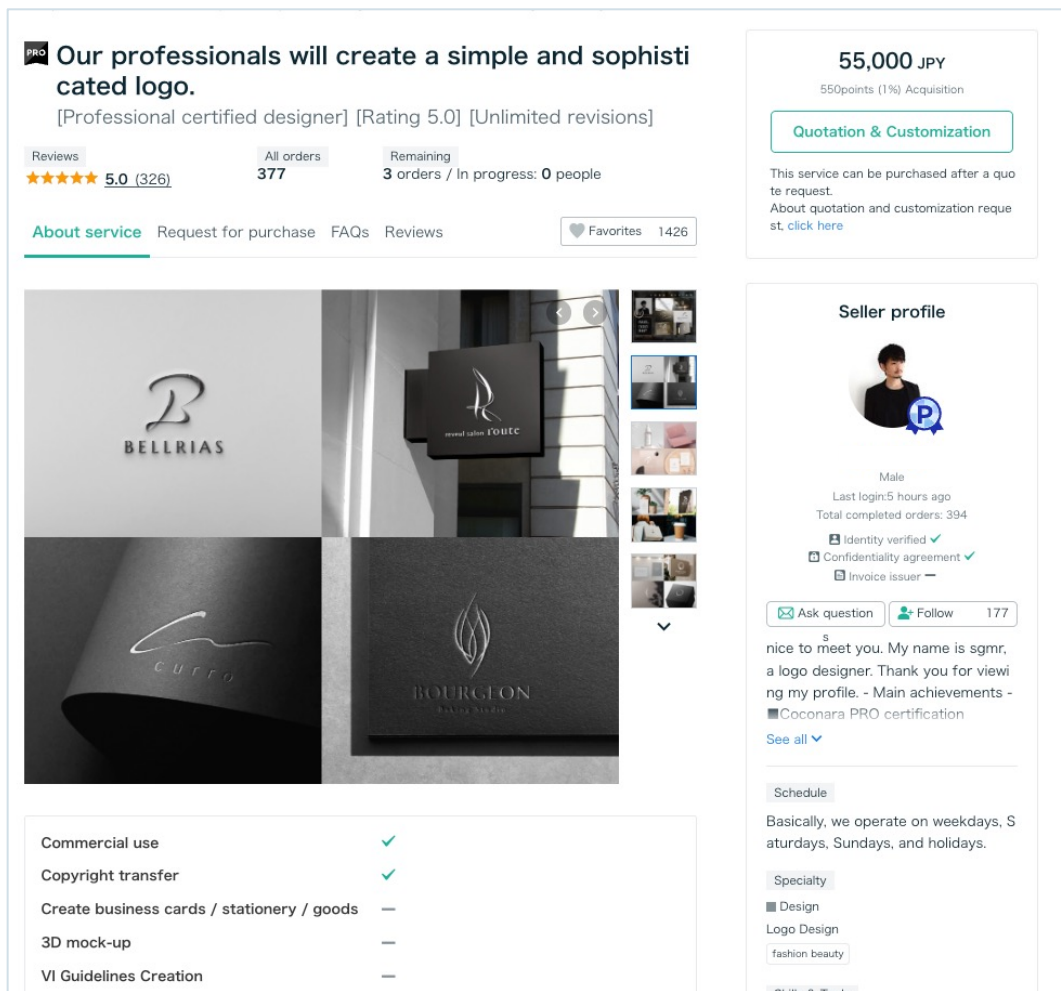 PRO
Our professionals will create a simple and sophisti
cated logo.
[Professional certified designer] [Rating 5.0] [Unlimited revisions]
Reviews
5.0 (326)
All orders
377
Remaining
3 orders / In progress: 0 people
About service
Request for purchase
FAQs
Reviews
Favorites 1426
BELLRIAS
reveal salon route
curro
BOURGEON
Baking Studio
Commercial use
Copyright transfer
Create business cards / stationery / goods
3D mock-up
VI Guidelines Creation
55,000 JPY
550points (1%) Acquisition
Quotation & Customization
This service can be purchased after a quo
te request.
About quotation and customization reque
st, click here
Seller profile
P
Male
Last login:5 hours ago
Total completed orders: 394
Identity verified
Confidentiality agreement
Invoice issuer
Ask question
s
Follow 177
nice to meet you. My name is sgmr,
a logo designer. Thank you for viewi
ng my profile. - Main achievements -
■Coconara PRO certification
See all
Schedule
Basically, we operate on weekdays, S
aturdays, Sundays, and holidays.
Specialty
Design
Logo Design
fashion beauty